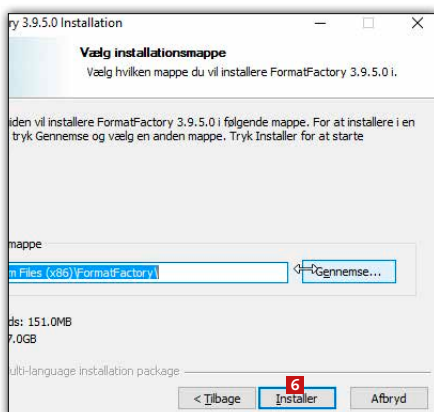 ry 3.9.5.0 Installation
Vælg installationsmappe
Vælg hvilken mappe du vil installere FormatFactory 3.9.5.0 i.
iden vil installere FormatFactory 3.9.5.0 i følgende mappe. For at installere i en
tryk Gennemse og vælg en anden mappe. Tryk Installer for at starte
mappe
m Files (x86)\FormatFactory\
Gennemse...
ds: 151.0MB
7.0GB
ulti-language installation package
6
< Tilbage
Installer
Afbryd